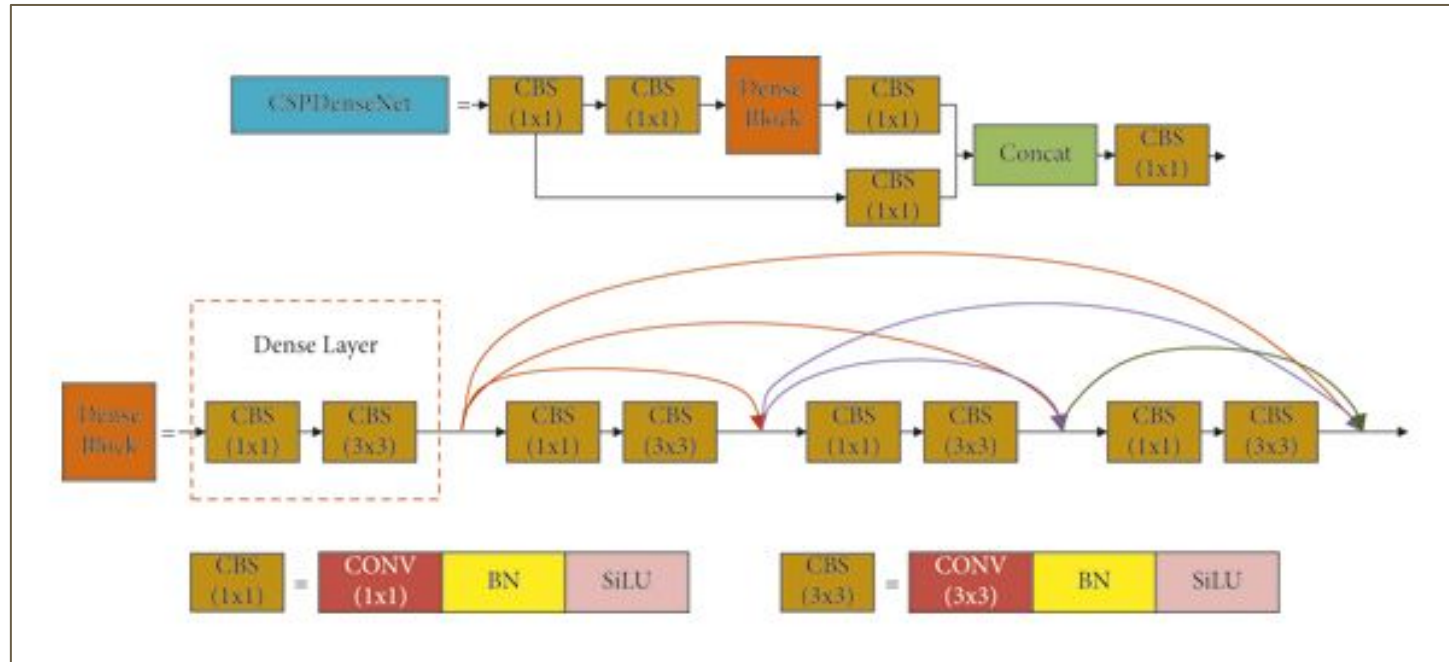 CSPDenseNet
=
CBS
(1x1)
CBS
(1x1)
Dense
Block
CBS
(1x1)
CBS
(1x1)
Concat
CBS
(1x1)
Dense Layer
Dense
Block
=
CBS
(1x1)
CBS
(3x3)
CBS
(1x1)
CBS
(3x3)
CBS
(1x1)
CBS
(3x3)
CBS
(1x1)
CBS
(3x3)
CBS
(1x1)
=
CONV
(1x1)
BN
SiLU
CBS
(3x3)
=
CONV
(3x3)
BN
SiLU